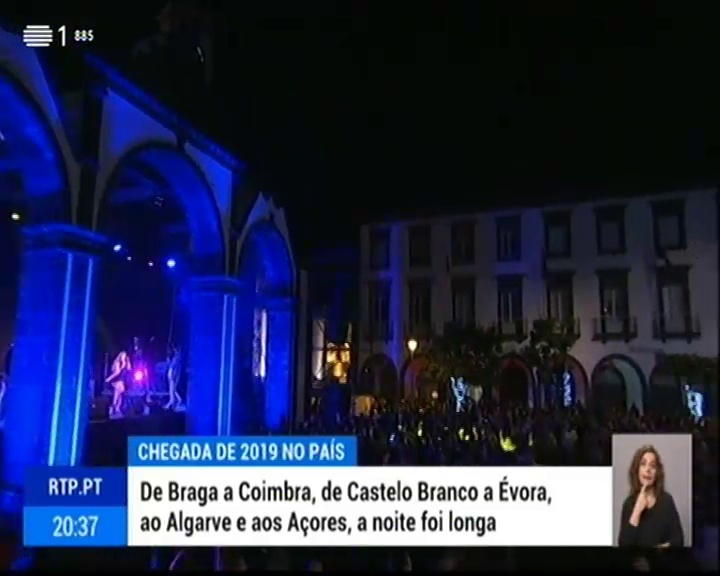 1 885
CHEGADA DE 2019 NO PAÍS
RTP.PT
De Braga a Coimbra, de Castelo Branco a Évora,
20:37
ao Algarve e aos Açores, a noite foi longa